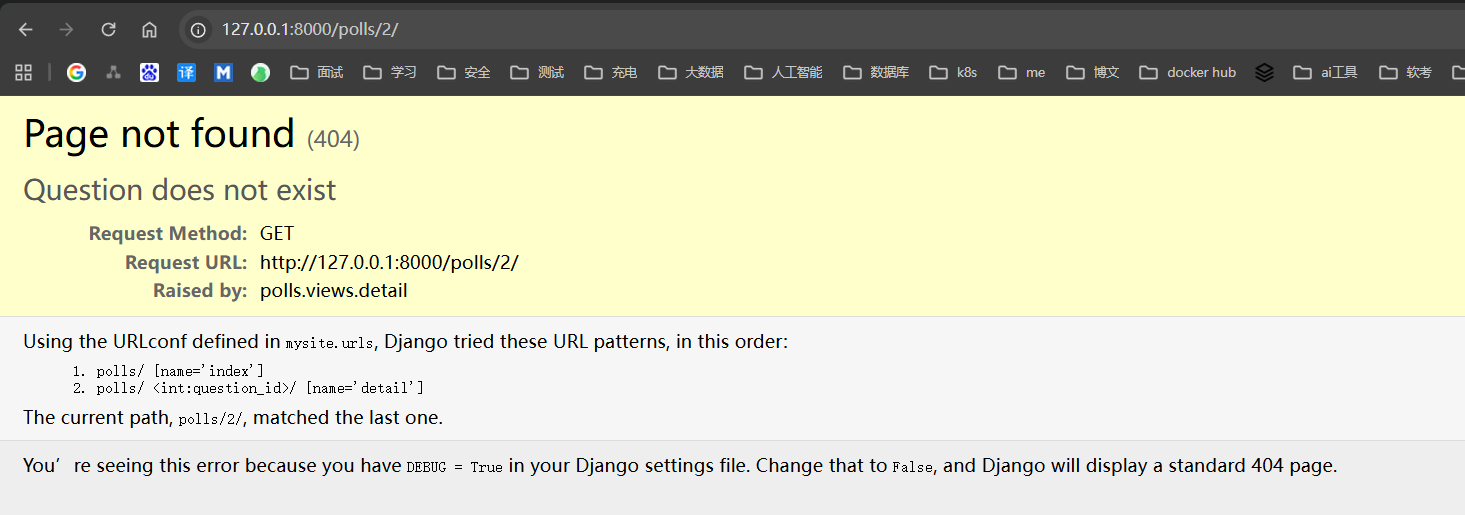 127.0.0.1:8000/polls/2/
G du 译 M 面试 学习 安全 测试 充电 大数据 人工智能 数据库 k8s me 博文 docker hub ai工具 软考
Page not found (404)
Question does not exist
Request Method: GET
Request URL: http://127.0.0.1:8000/polls/2/
Raised by: polls.views.detail
Using the URLconf defined in mysite.urls, Django tried these URL patterns, in this order:
1. polls/ [name='index']
2. polls/ <int:question_id>/ [name='detail']
The current path, polls/2/, matched the last one.
You’re seeing this error because you have DEBUG = True in your Django settings file. Change that to False, and Django will display a standard 404 page.